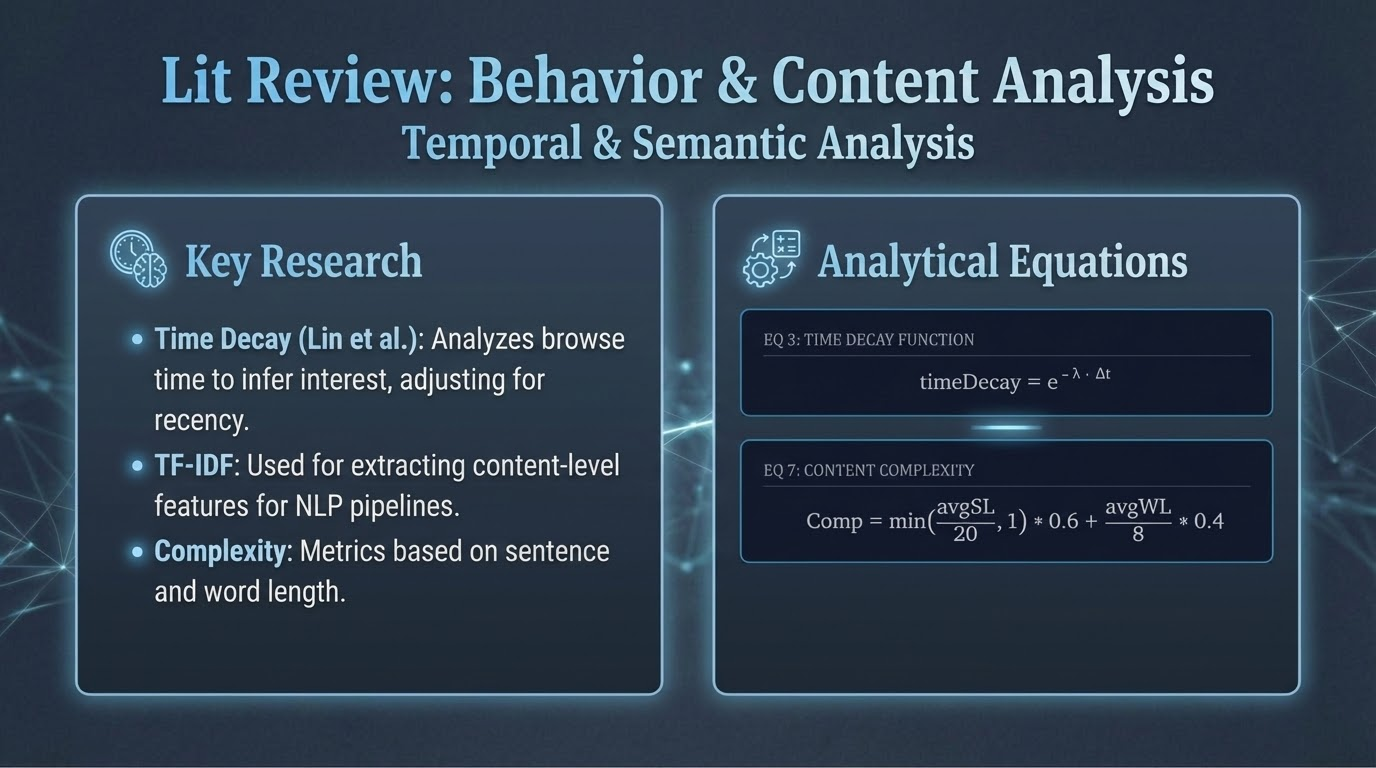 Lit Review: Behavior & Content Analysis
Temporal & Semantic Analysis
Key Research
• Time Decay (Lin et al.): Analyzes browse
time to infer interest, adjusting for
recency.
• TF-IDF: Used for extracting content-level
features for NLP pipelines.
• Complexity: Metrics based on sentence
and word length.
Analytical Equations
EQ 3: TIME DECAY FUNCTION
timeDecay = e^{-λ · Δt}
EQ 7: CONTENT COMPLEXITY
Comp = min(avgSL/20, 1) * 0.6 + avgWL/8 * 0.4